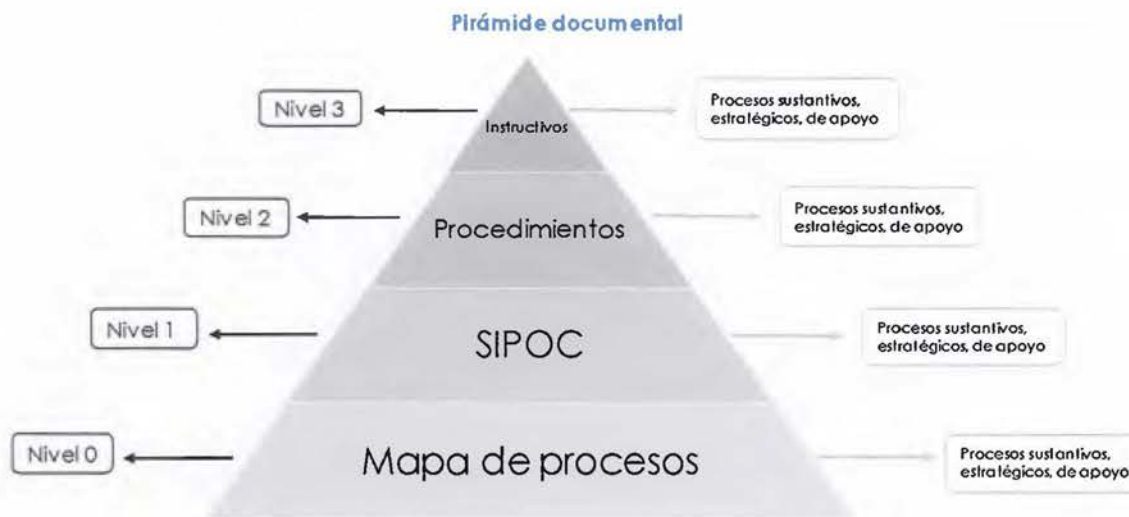 Pirámide documental
Nivel 3
Instructivos
Procesos sustantivos,
estratégicos, de apoyo
Nivel 2
Procedimientos
Procesos sustantivos,
estratégicos, de apoyo
Nivel 1
SIPOC
Procesos sustantivos,
estratégicos, de apoyo
Nivel 0
Mapa de procesos
Procesos sustantivos,
estratégicos, de apoyo